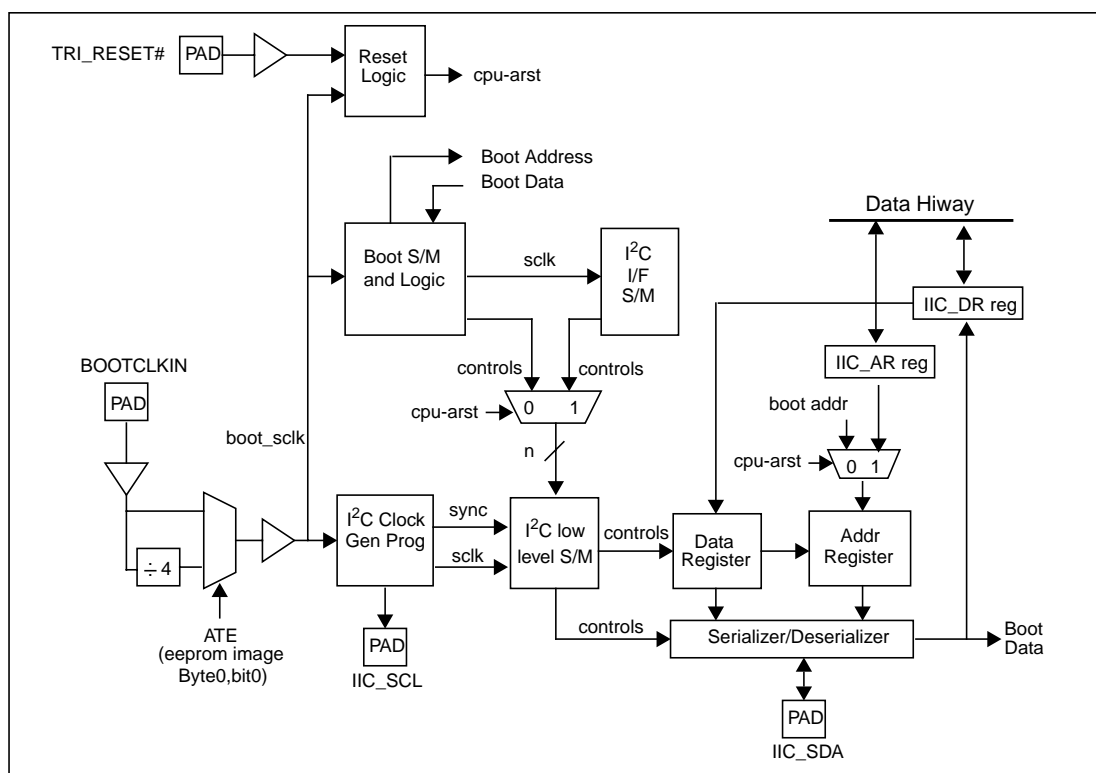 TRI_RESET#
PAD
Reset
Logic
cpu-arst
Boot Address
Boot Data
Data Hiway
Boot S/M
and Logic
sclk
I²C
I/F
S/M
IIC_DR reg
IIC_AR reg
BOOTCLKIN
PAD
controls
controls
boot addr
cpu-arst
0 1
boot_sclk
n
cpu-arst
0 1
I²C Clock
Gen Prog
sync
sclk
I²C low
level S/M
controls
Data
Register
Addr
Register
÷ 4
ATE
(eeprom image
Byte0,bit0)
PAD
IIC_SCL
controls
Serializer/Deserializer
Boot
Data
PAD
IIC_SDA